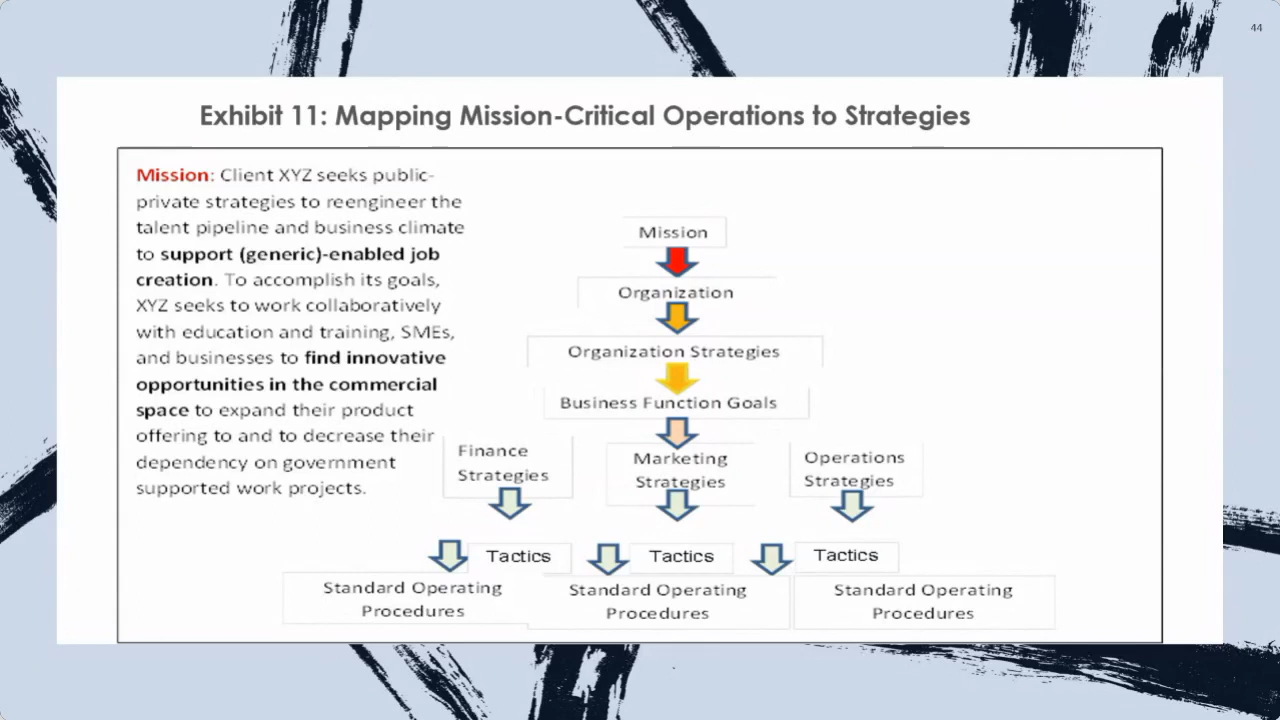 44
Exhibit 11: Mapping Mission-Critical Operations to Strategies
Mission: Client XYZ seeks public-
private strategies to reengineer the
talent pipeline and business climate
to support (generic)-enabled job
creation. To accomplish its goals,
XYZ seeks to work collaboratively
with education and training, SMEs,
and businesses to find innovative
opportunities in the commercial
space to expand their product
offering to and to decrease their
dependency on government
supported work projects.
Mission
Organization
Organization Strategies
Business Function Goals
Finance
Strategies
Marketing
Strategies
Operations
Strategies
Tactics
Tactics
Tactics
Standard Operating
Procedures
Standard Operating
Procedures
Standard Operating
Procedures